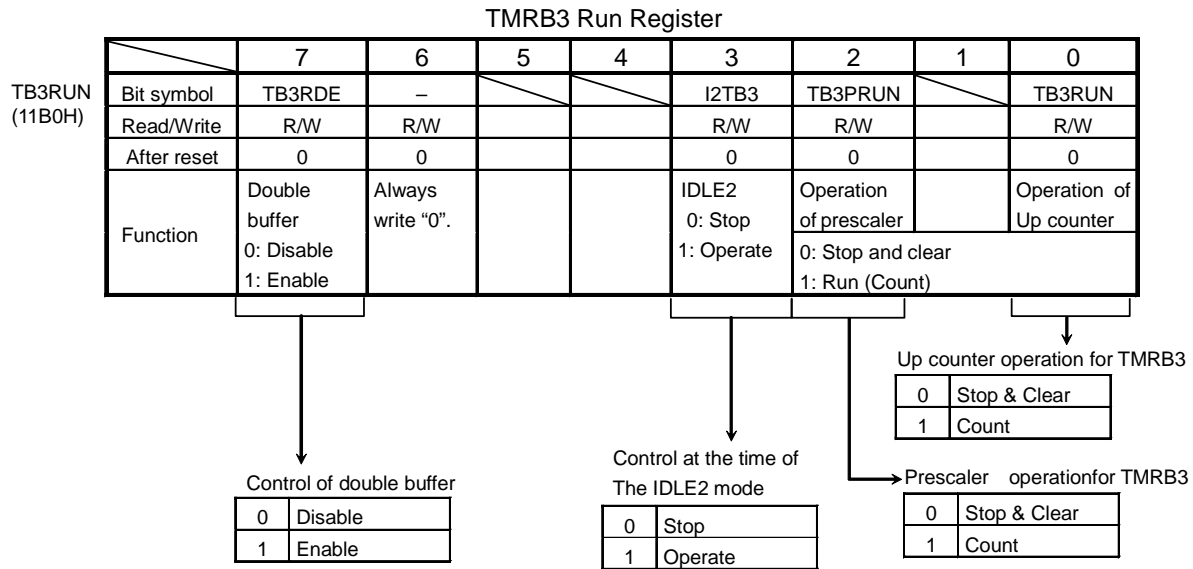 TMRB3 Run Register
7 6 5 4 3 2 1 0
TB3RUN
(11B0H)
Bit symbol TB3RDE – I2TB3 TB3PRUN TB3RUN
Read/Write R/W R/W R/W R/W R/W
After reset 0 0 0 0 0
Function
Double
buffer
0: Disable
1: Enable
Always
write “0”.
IDLE2
0: Stop
1: Operate
Operation
of prescaler
Operation of
Up counter
0: Stop and clear
1: Run (Count)
Up counter operation for TMRB3
0 Stop & Clear
1 Count
Control of double buffer
0 Disable
1 Enable
Control at the time of
The IDLE2 mode
0 Stop
1 Operate
Prescaler operationfor TMRB3
0 Stop & Clear
1 Count